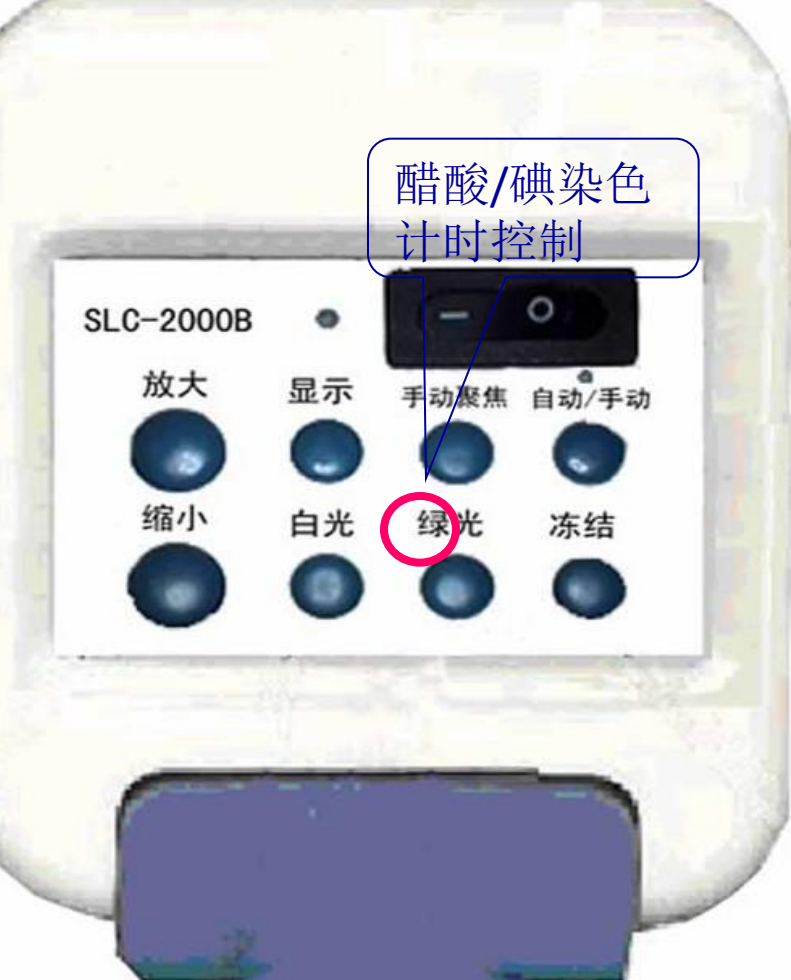 醋酸/碘染色
计时控制
SLC-2000B
放大 显示 手动聚焦 自动/手动
缩小 白光 绿光 冻结